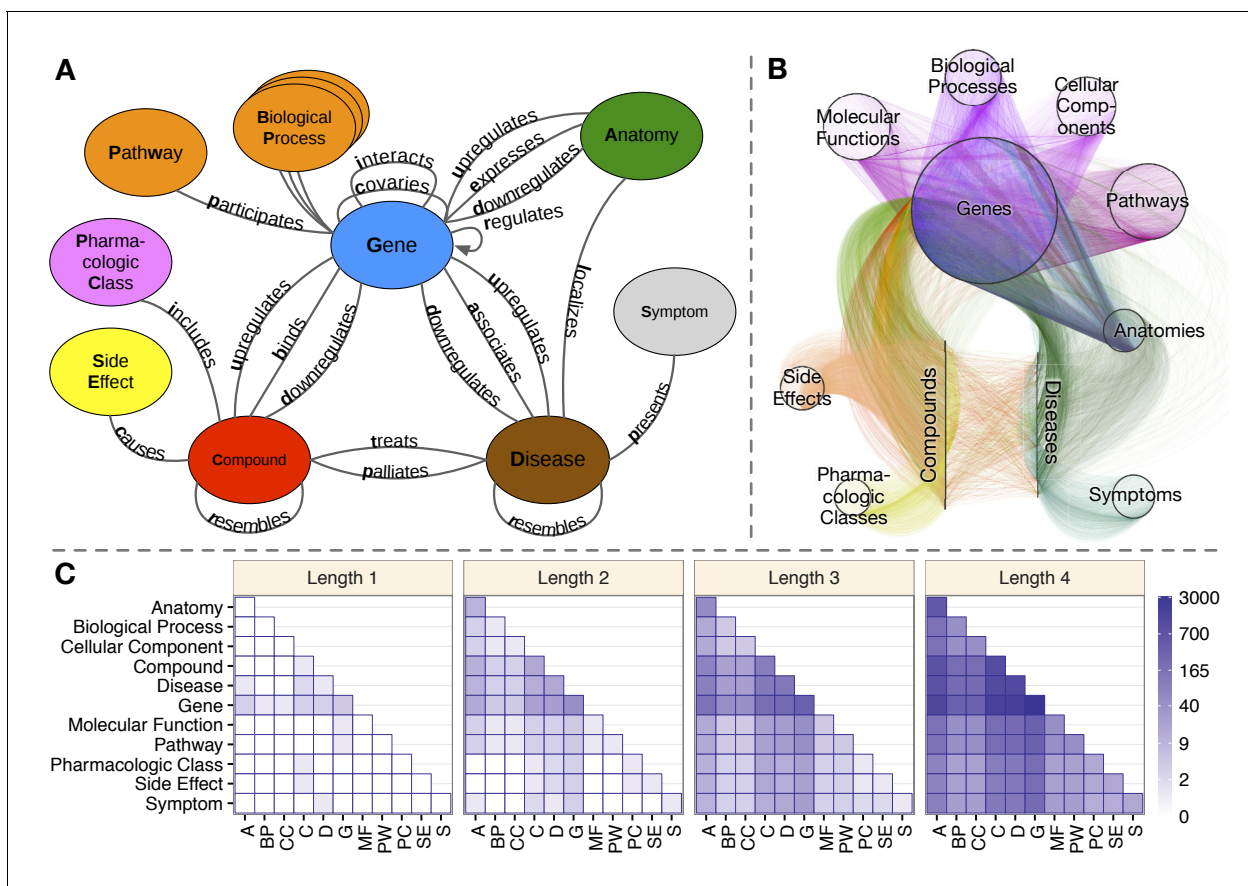 A
Biological
Process
Pathway
Anatomy
upregulates
expresses
downregulates
regulates
interacts
covaries
participates
Gene
Pharma-
cologic
Class
Side
Effect
includes
causes
upregulates
binds
downregulates
downregulates
associates
upregulates
localizes
Symptom
presents
Compound
treats
palliates
Disease
resembles
resembles
B
Biological
Processes
Cellular
Comp-
onents
Molecular
Functions
Genes
Pathways
Anatomies
Side
Effects
Compounds
Diseases
Pharma-
cologic
Classes
Symptoms
C
Length 1
Length 2
Length 3
Length 4
Anatomy
Biological Process
Cellular Component
Compound
Disease
Gene
Molecular Function
Pathway
Pharmacologic Class
Side Effect
Symptom
A BP CC C D G MF PW PC SE S
A BP CC C D G MF PW PC SE S
A BP CC C D G MF PW PC SE S
A BP CC C D G MF PW PC SE S
3000
700
165
40
9
2
0